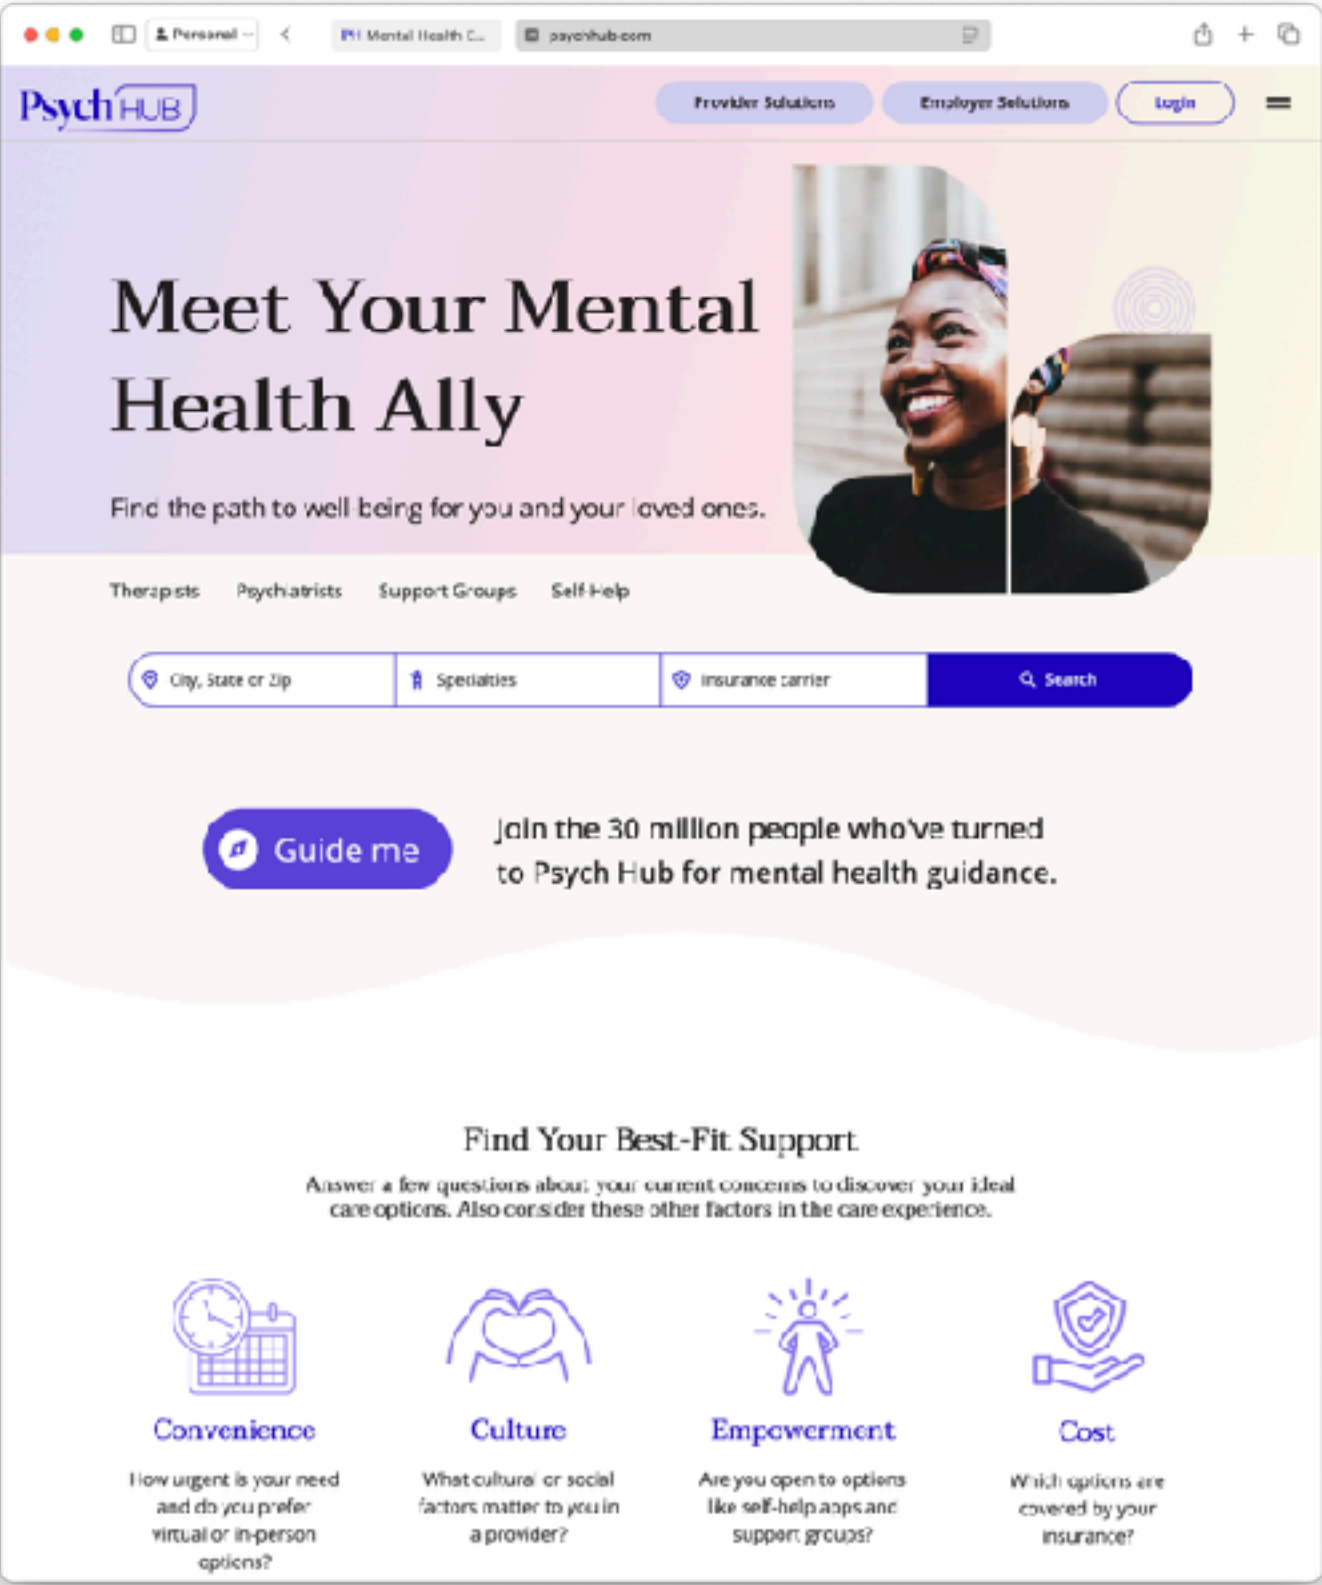 Personal
PH Mental Health C...
psychhub.com
Psych HUB
Provider Solutions
Employer Solutions
Login
Meet Your Mental
Health Ally
Find the path to well-being for you and your loved ones.
Therapists
Psychiatrists
Support Groups
Self-Help
City, State or Zip
Specialties
Insurance carrier
Search
Guide me
Join the 30 million people who've turned
to Psych Hub for mental health guidance.
Find Your Best-Fit Support
Answer a few questions about your current concerns to discover your ideal
care options. Also consider these other factors in the care experience.
Convenience
How urgent is your need
and do you prefer
virtual or in-person
options?
Culture
What cultural or social
factors matter to you in
a provider?
Empowerment
Are you open to options
like self-help apps and
support groups?
Cost
Which options are
covered by your
insurance?